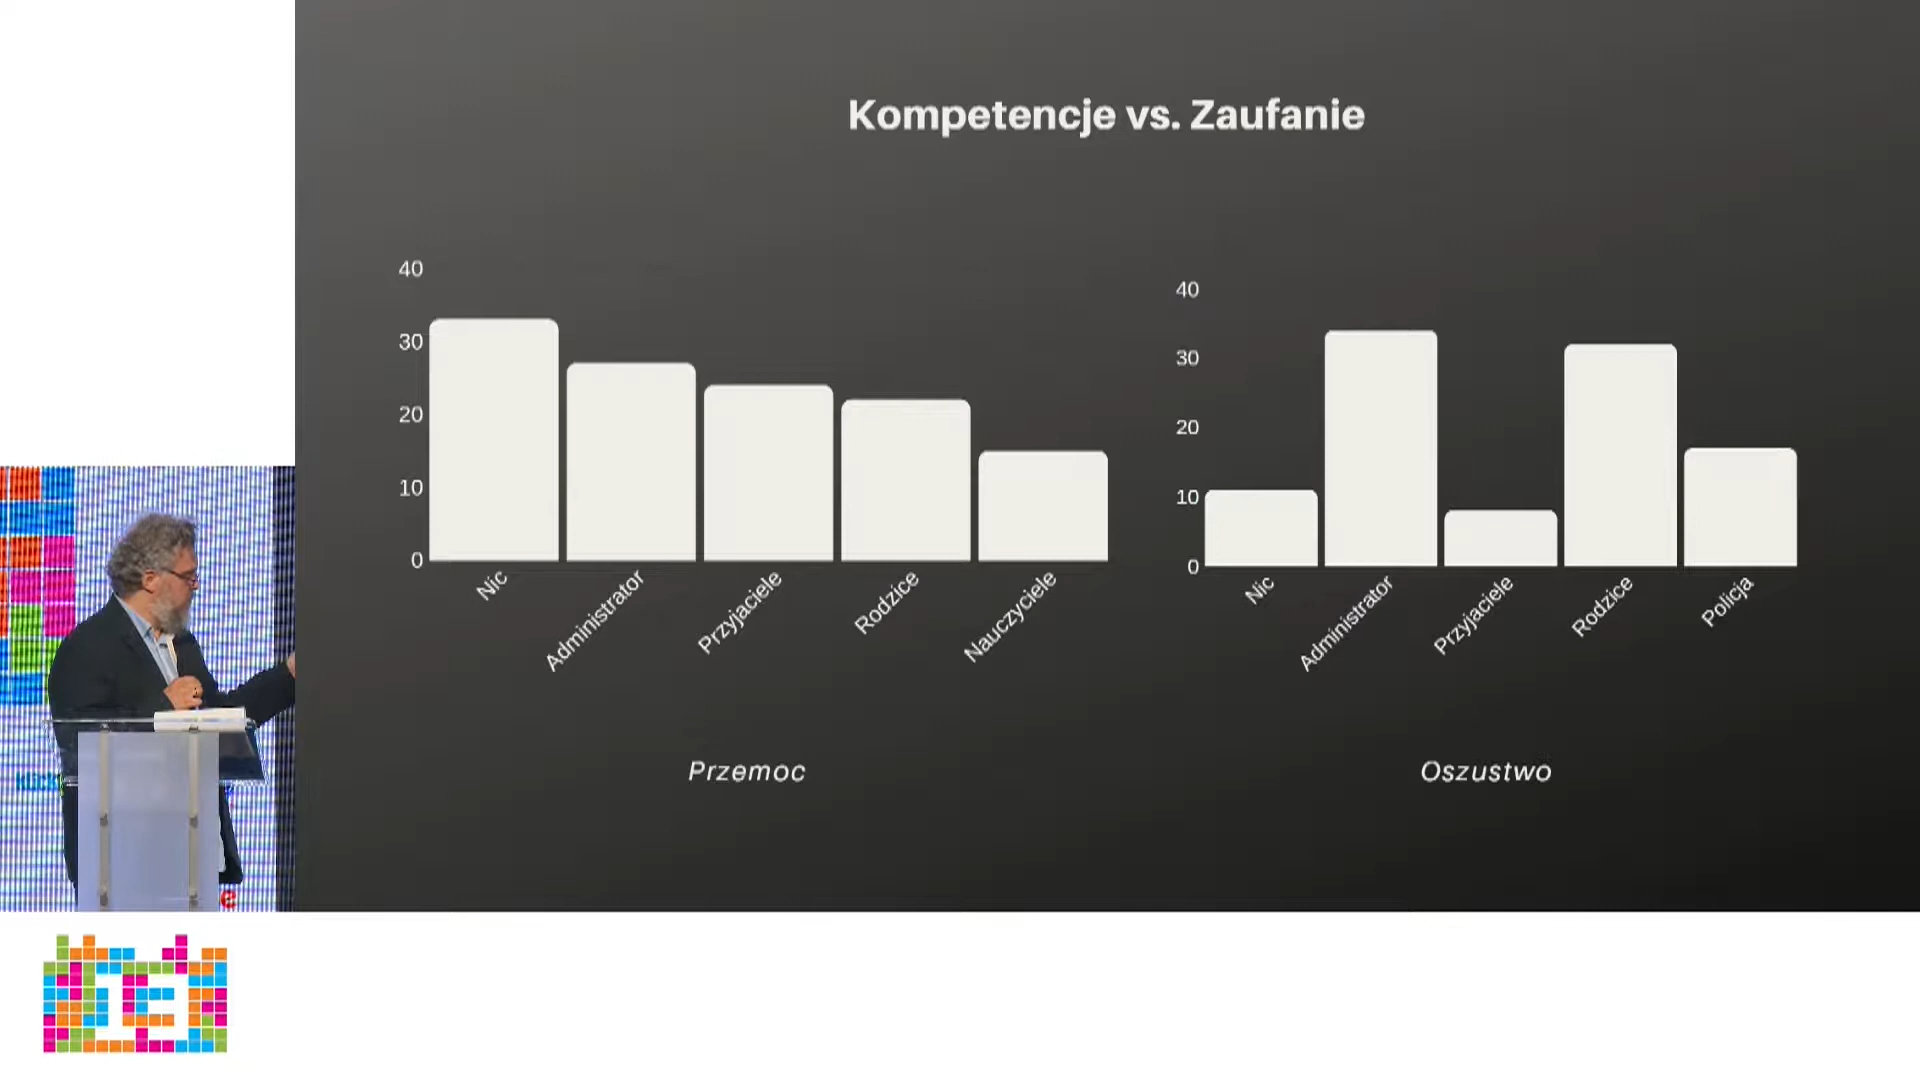 Kompetencje vs. Zaufanie
40
30
20
10
0
Nic
Administrator
Przyjaciele
Rodzice
Nauczyciele
Przemoc
40
30
20
10
0
Nic
Administrator
Przyjaciele
Rodzice
Policja
Oszustwo